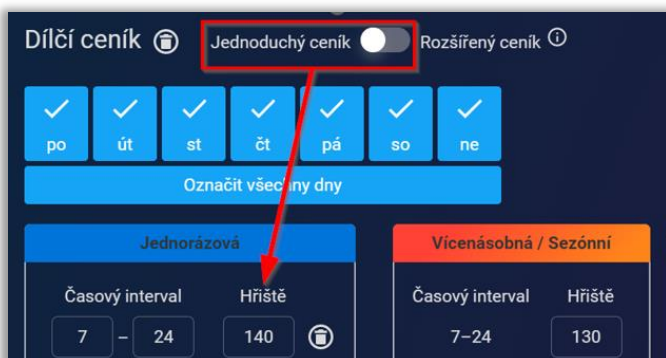 Dílčí ceník Jednoduchý ceník Rozšířený ceník
po út st čt pá so ne
Označit všechny dny
Jednorázová Vícenásobná / Sezónní
Časový interval Hřiště Časový interval Hřiště
7 – 24 140 7–24 130